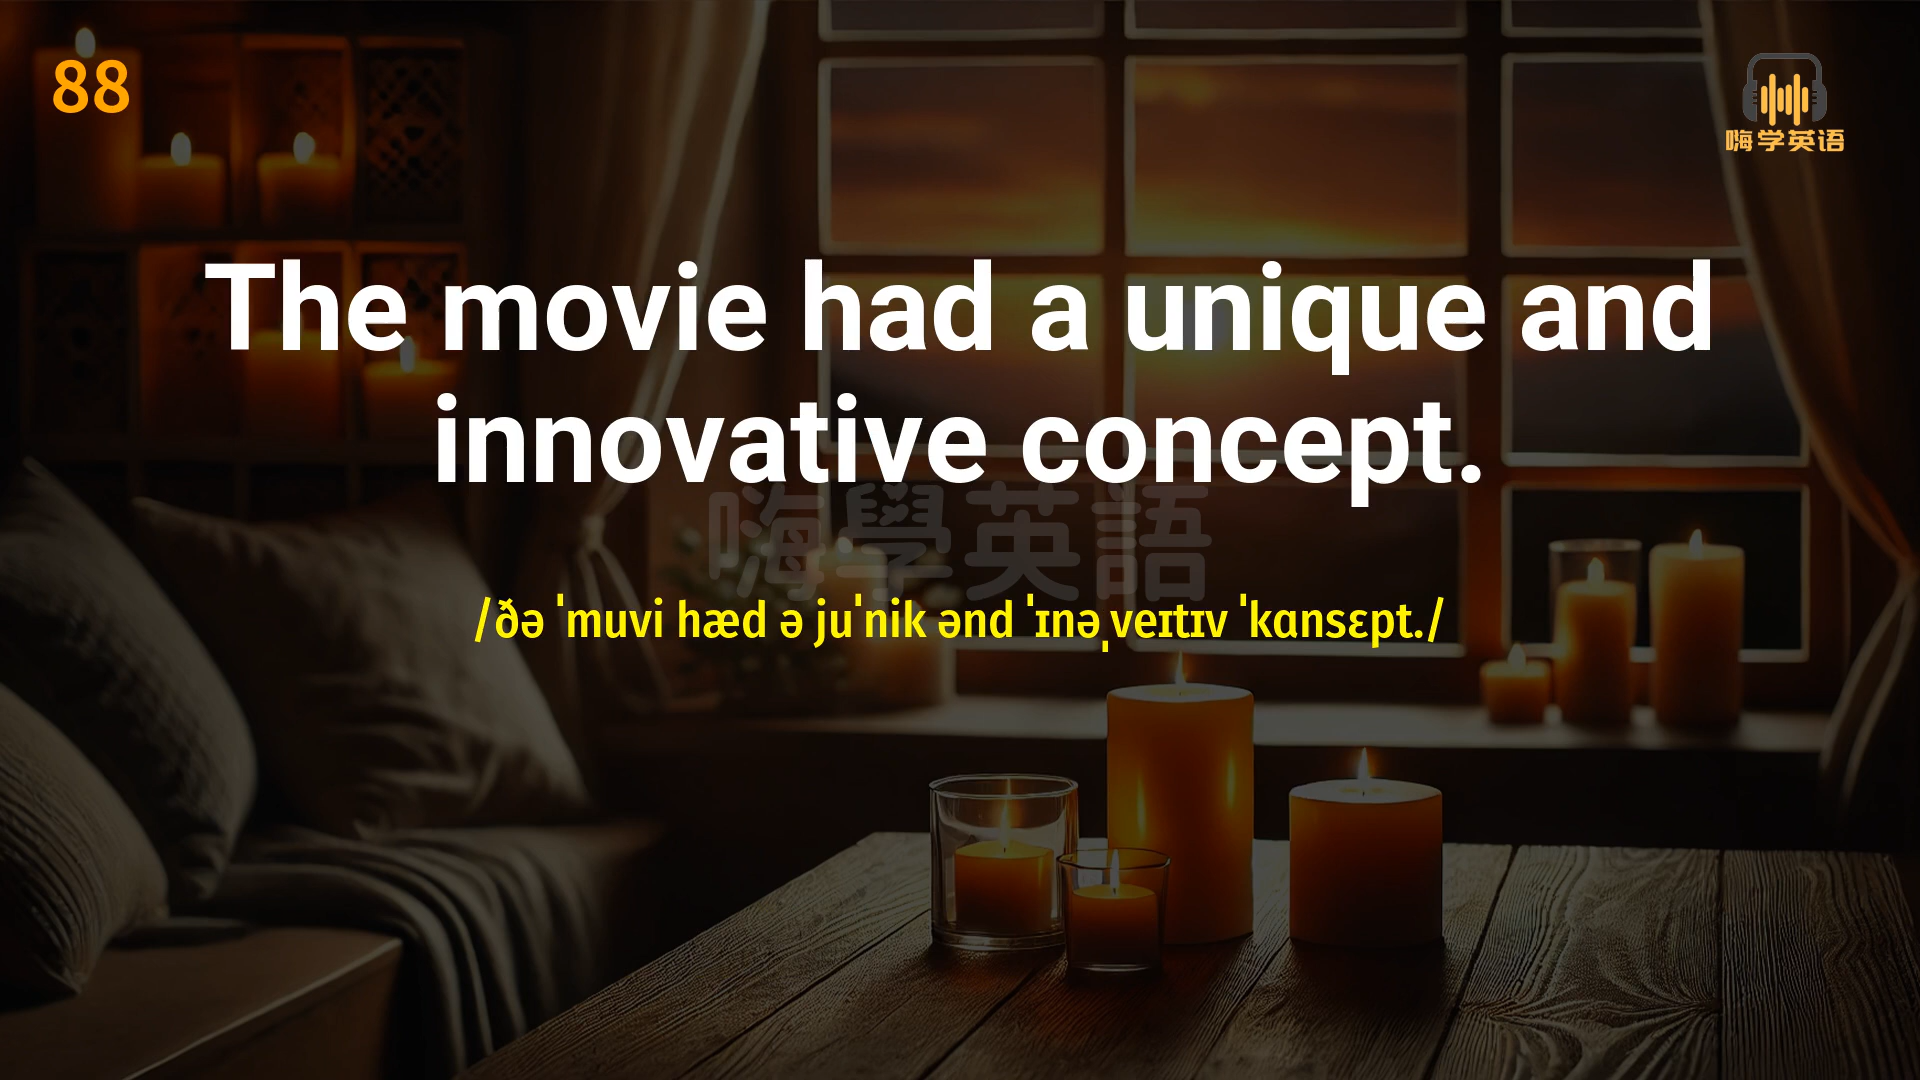 88
嗨学英语
The movie had a unique and
innovative concept.
嗨學英語
/ðə ˈmuvi hæd ə juˈnik ənd ˈɪnəˌveɪtɪv ˈkɑnsɛpt./